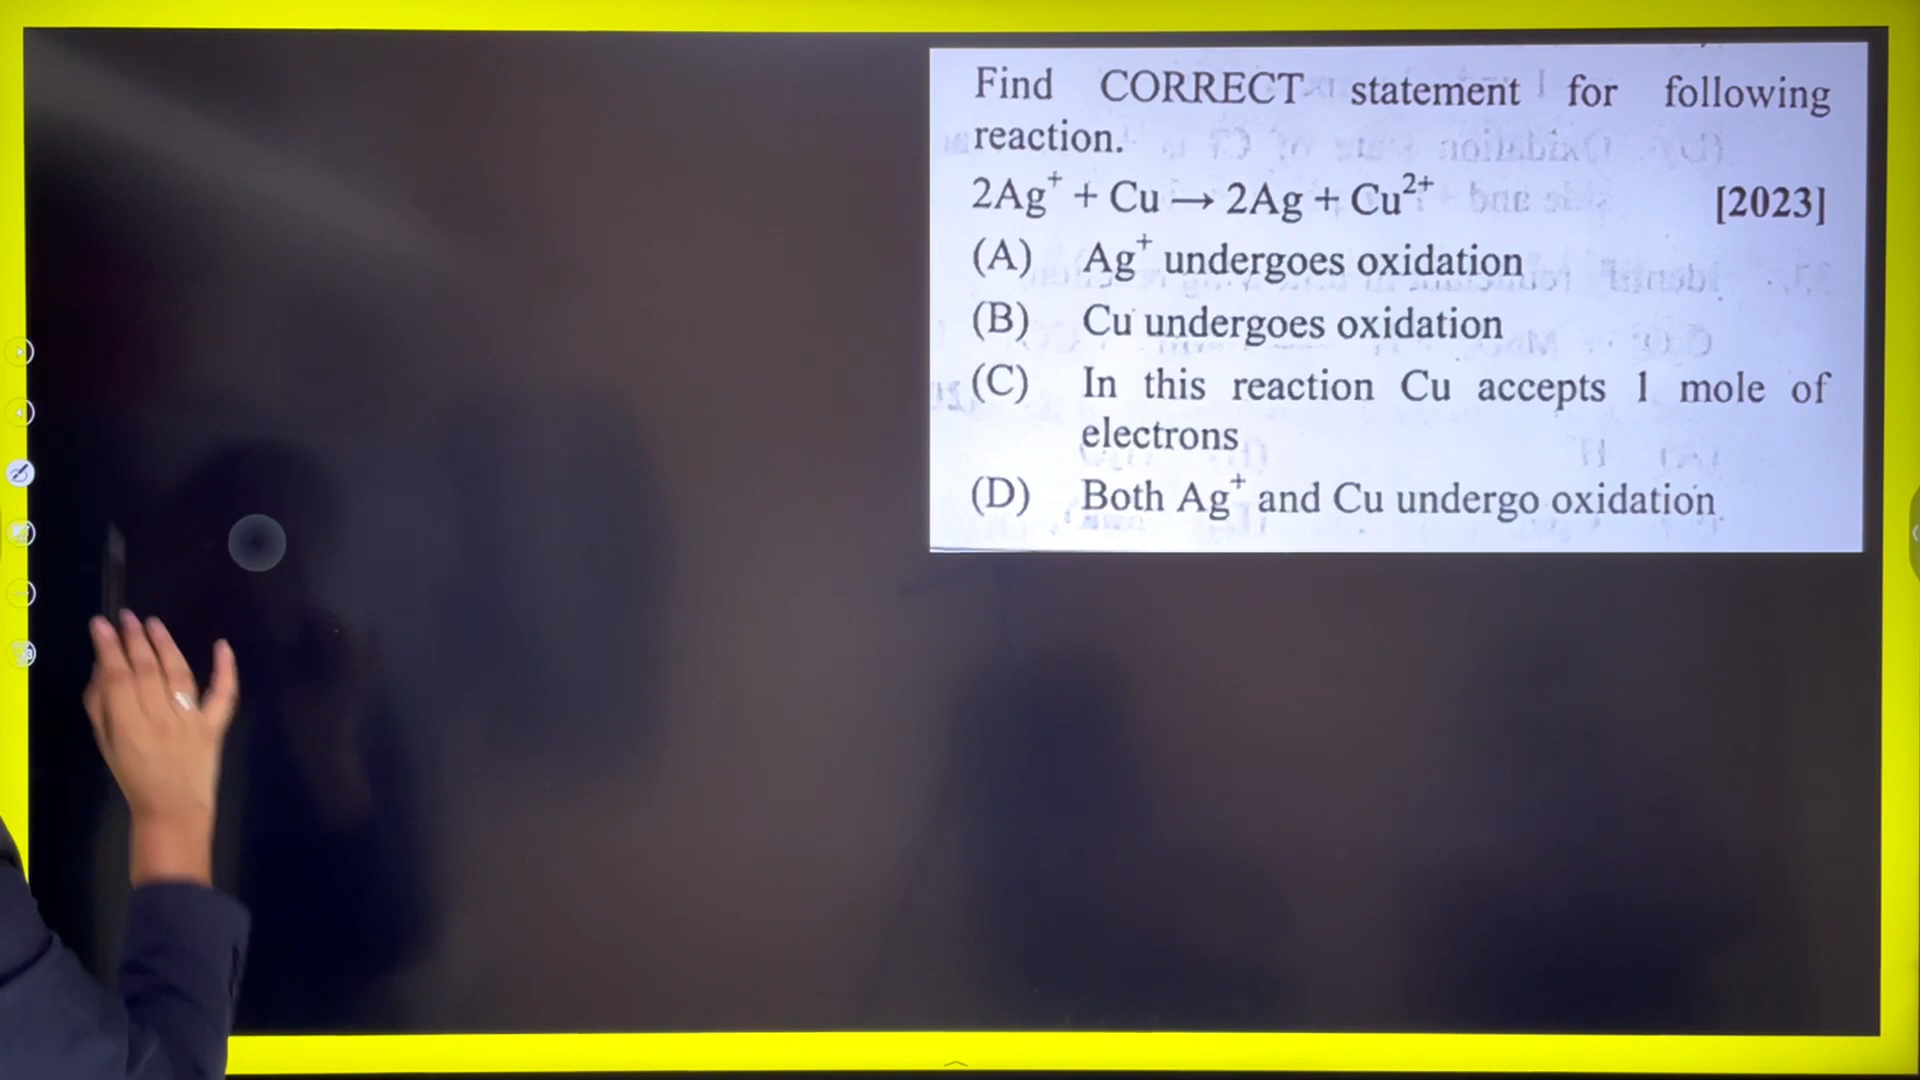 Find CORRECT statement for following
reaction.
2Ag⁺ + Cu → 2Ag + Cu²⁺ [2023]
(A) Ag⁺ undergoes oxidation
(B) Cu undergoes oxidation
(C) In this reaction Cu accepts 1 mole of
electrons
(D) Both Ag⁺ and Cu undergo oxidation